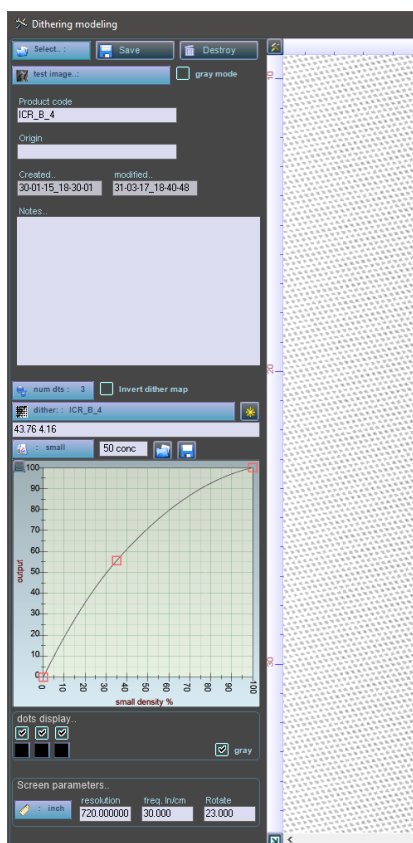 Dithering modeling
Select.. :
Save
Destroy
test image..:
gray mode
Product code
ICR_B_4
Origin
Created..
modified..
30-01-15_18-30-01
31-03-17_18-40-48
Notes..
num dts : 3
Invert dither map
dither: : ICR_B_4
43.76 4.16
: small
50 conc
100
90
80
70
60
50
40
30
20
10
0
output
0 10 20 30 40 50 60 70 80 90 100
small density %
dots display..
gray
Screen parameters..
: inch
resolution
freq. ln/cm
Rotate
720.000000
30.000
23.000
10
20
30